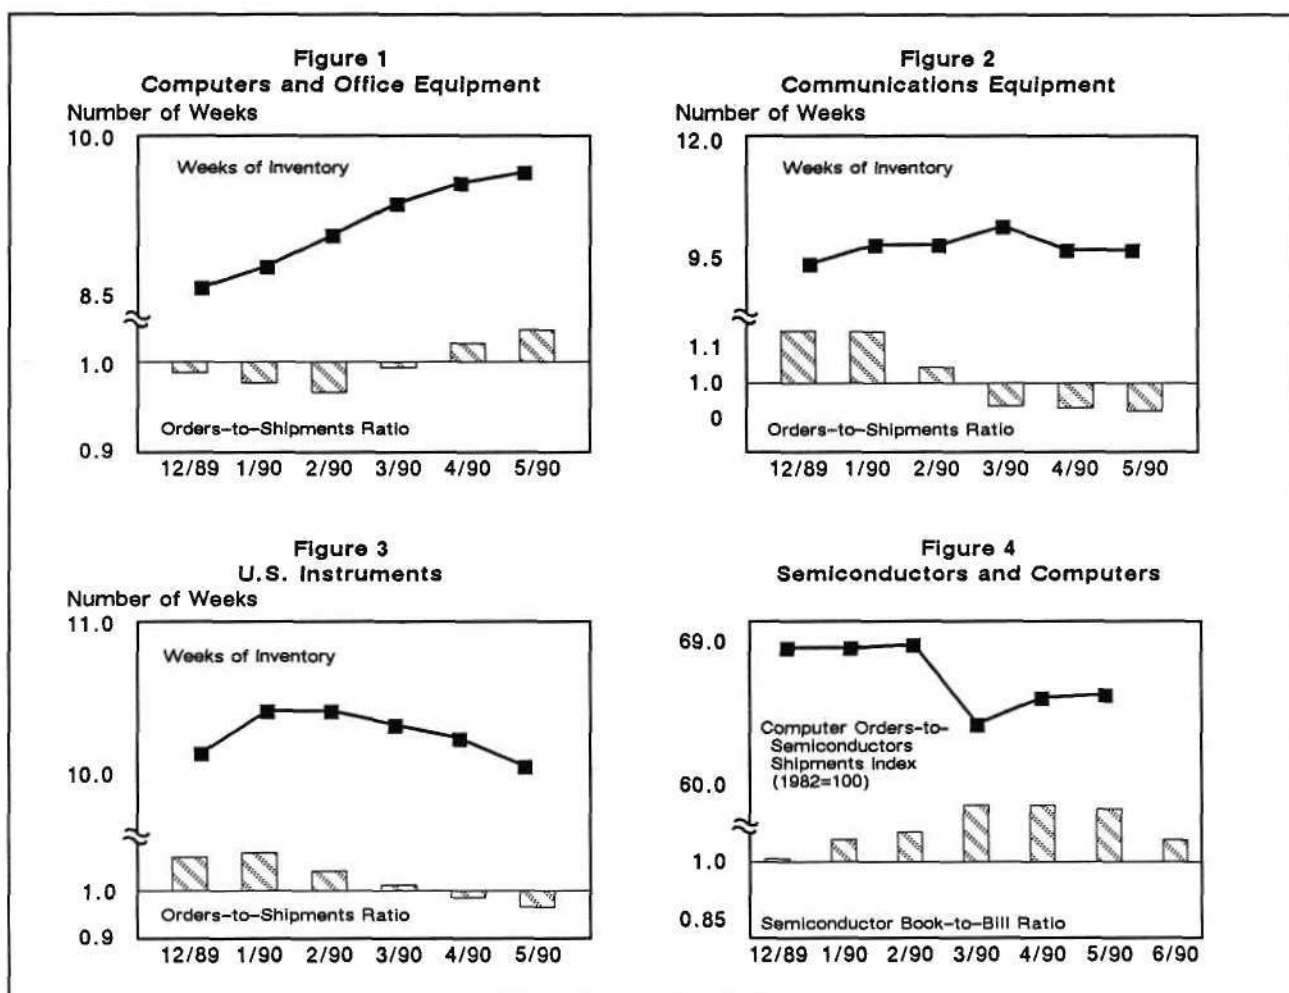 Figure 1
Computers and Office Equipment
Number of Weeks
10.0
Weeks of Inventory
8.5
1.0
Orders-to-Shipments Ratio
0.9
12/89 1/90 2/90 3/90 4/90 5/90
Figure 2
Communications Equipment
Number of Weeks
12.0
Weeks of Inventory
9.5
1.1
1.0
0
Orders-to-Shipments Ratio
12/89 1/90 2/90 3/90 4/90 5/90
Figure 3
U.S. Instruments
Number of Weeks
11.0
Weeks of Inventory
10.0
1.0
Orders-to-Shipments Ratio
0.9
12/89 1/90 2/90 3/90 4/90 5/90
Figure 4
Semiconductors and Computers
69.0
Computer Orders-to-
Semiconductors
Shipments Index
(1982=100)
60.0
1.0
0.85
Semiconductor Book-to-Bill Ratio
12/89 1/90 2/90 3/90 4/90 5/90 6/90